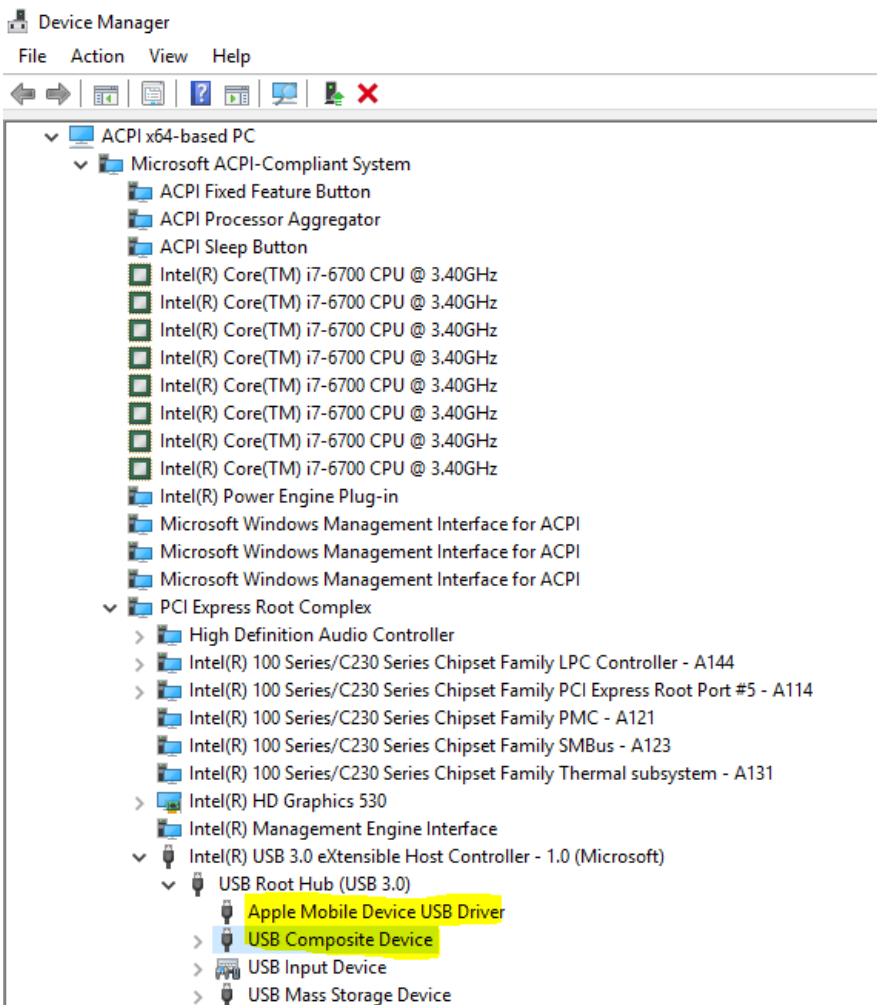 Device Manager
File Action View Help
ACPI x64-based PC
Microsoft ACPI-Compliant System
ACPI Fixed Feature Button
ACPI Processor Aggregator
ACPI Sleep Button
Intel(R) Core(TM) i7-6700 CPU @ 3.40GHz
Intel(R) Core(TM) i7-6700 CPU @ 3.40GHz
Intel(R) Core(TM) i7-6700 CPU @ 3.40GHz
Intel(R) Core(TM) i7-6700 CPU @ 3.40GHz
Intel(R) Core(TM) i7-6700 CPU @ 3.40GHz
Intel(R) Core(TM) i7-6700 CPU @ 3.40GHz
Intel(R) Core(TM) i7-6700 CPU @ 3.40GHz
Intel(R) Core(TM) i7-6700 CPU @ 3.40GHz
Intel(R) Power Engine Plug-in
Microsoft Windows Management Interface for ACPI
Microsoft Windows Management Interface for ACPI
Microsoft Windows Management Interface for ACPI
PCI Express Root Complex
High Definition Audio Controller
Intel(R) 100 Series/C230 Series Chipset Family LPC Controller - A144
Intel(R) 100 Series/C230 Series Chipset Family PCI Express Root Port #5 - A114
Intel(R) 100 Series/C230 Series Chipset Family PMC - A121
Intel(R) 100 Series/C230 Series Chipset Family SMBus - A123
Intel(R) 100 Series/C230 Series Chipset Family Thermal subsystem - A131
Intel(R) HD Graphics 530
Intel(R) Management Engine Interface
Intel(R) USB 3.0 eXtensible Host Controller - 1.0 (Microsoft)
USB Root Hub (USB 3.0)
Apple Mobile Device USB Driver
USB Composite Device
USB Input Device
USB Mass Storage Device